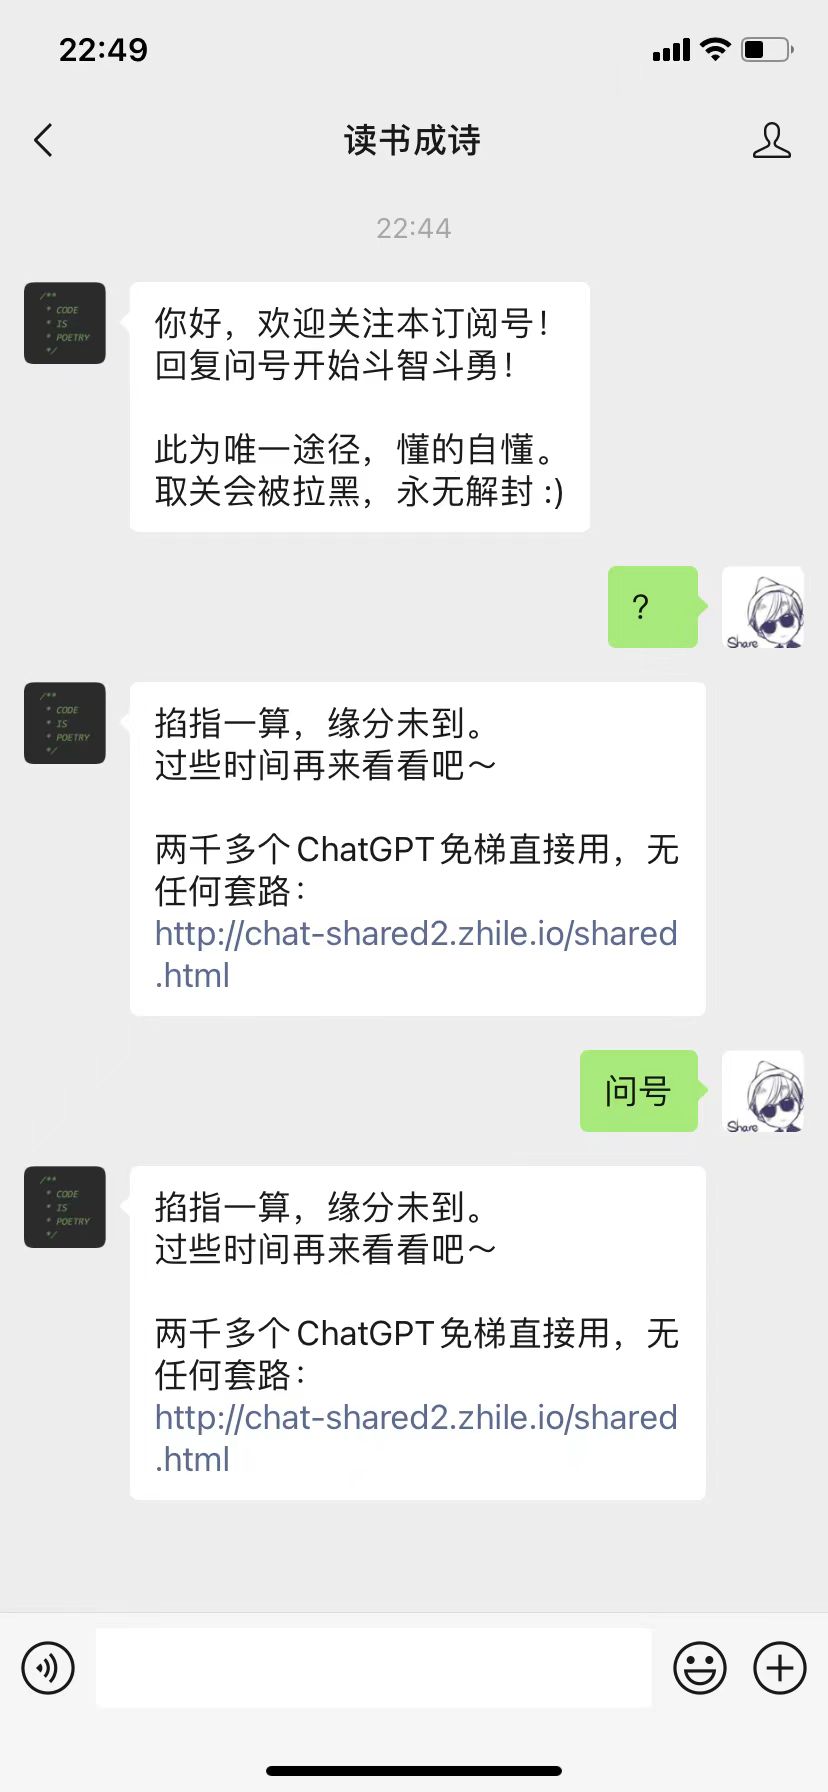 22:49
读书成诗
22:44
/**
* CODE
* IS
* POETRY
*/
你好，欢迎关注本订阅号！
回复问号开始斗智斗勇！
此为唯一途径，懂的自懂。
取关会被拉黑，永无解封 :)
?
Share
/**
* CODE
* IS
* POETRY
*/
掐指一算，缘分未到。
过些时间再来看看吧～
两千多个ChatGPT免梯直接用，无
任何套路：
http://chat-shared2.zhile.io/shared
.html
问号
Share
/**
* CODE
* IS
* POETRY
*/
掐指一算，缘分未到。
过些时间再来看看吧～
两千多个ChatGPT免梯直接用，无
任何套路：
http://chat-shared2.zhile.io/shared
.html